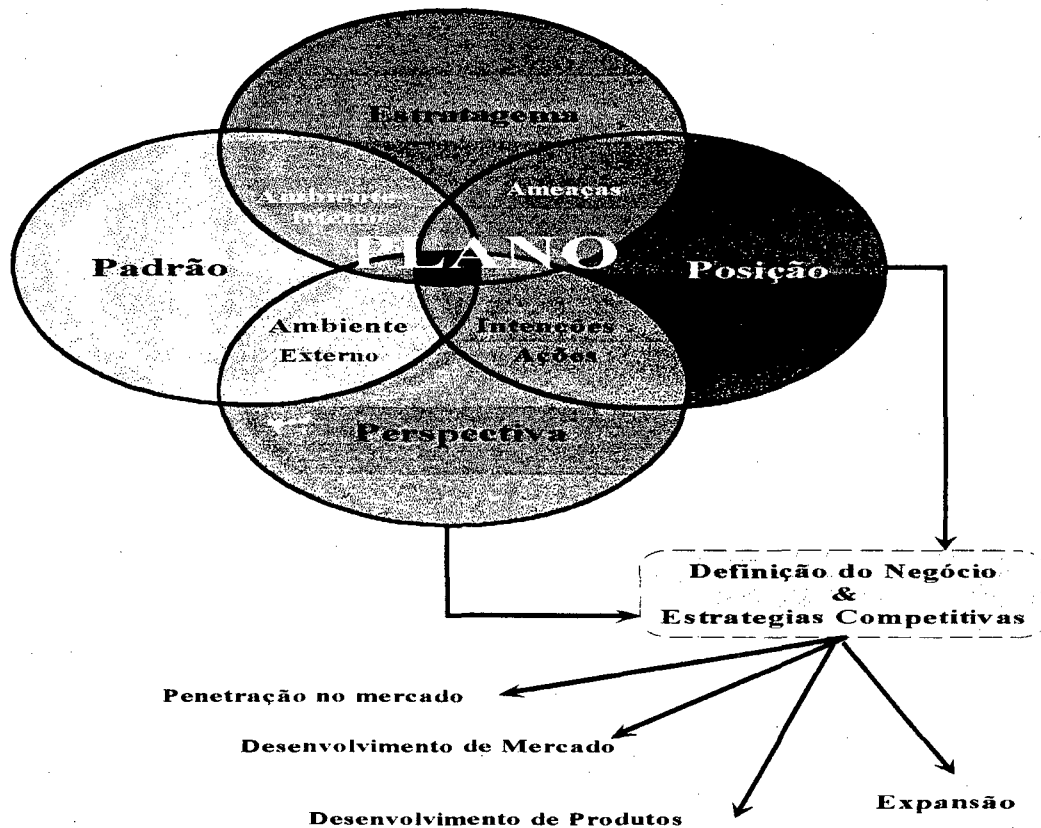 Estratagema
Ambiente
Interno
Ameaças
PLANO
Padrão
Posição
Ambiente
Externo
Intenções
Ações
Perspectiva
Definição do Negócio
&
Estrategias Competitivas
Penetração no mercado
Desenvolvimento de Mercado
Desenvolvimento de Produtos
Expansão